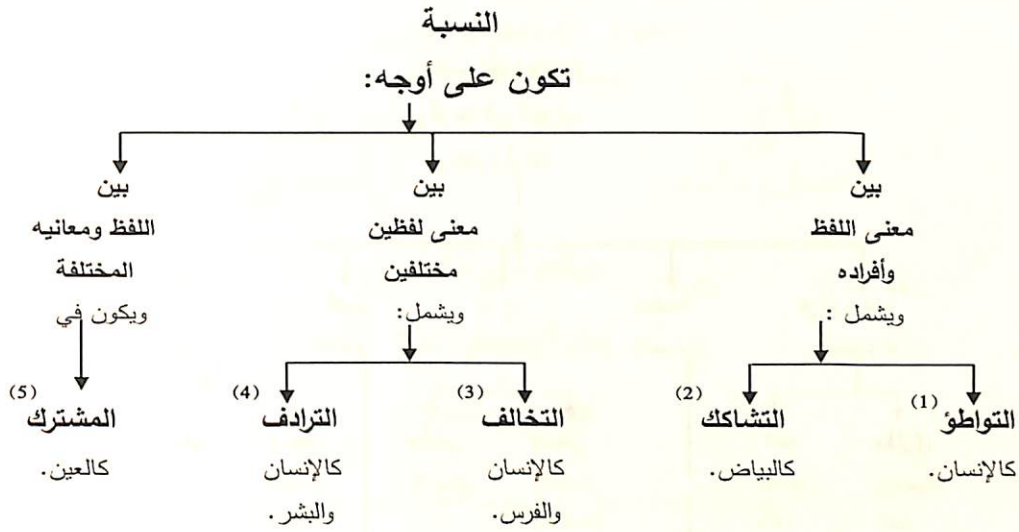 النسبة
تكون على أوجه:
بين
معنى اللفظ
وأفراده
ويشمل :
التواطؤ (1)
كالإنسان.
التشاكك (2)
كالبياض.
بين
معنى لفظين
مختلفين
ويشمل:
التخالف (3)
كالإنسان
والفرس.
الترادف (4)
كالإنسان
والبشر.
بين
اللفظ ومعانيه
المختلفة
ويكون في
المشترك (5)
كالعين.